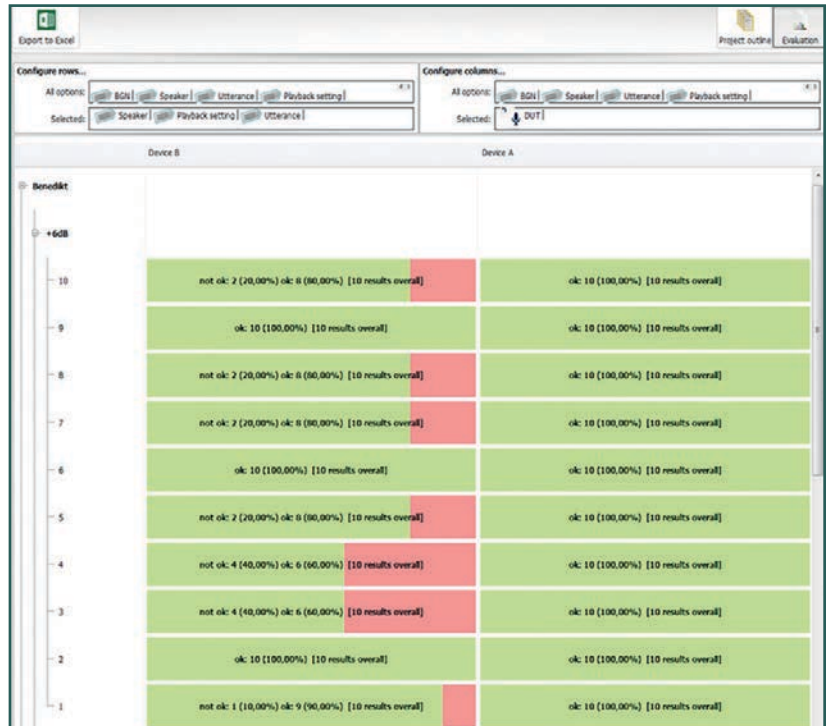 Export to Excel Project outline Evaluation
Configure rows... Configure columns...
All options: BGN Speaker Utterance Playback setting All options: BGN Speaker Utterance Playback setting
Selected: Speaker Playback setting Utterance Selected: DUT
Device B Device A
Benedikt
+6dB
10 not ok: 2 (20,00%) ok: 8 (80,00%) [10 results overall] ok: 10 (100,00%) [10 results overall]
9 ok: 10 (100,00%) [10 results overall] ok: 10 (100,00%) [10 results overall]
8 not ok: 2 (20,00%) ok: 8 (80,00%) [10 results overall] ok: 10 (100,00%) [10 results overall]
7 not ok: 2 (20,00%) ok: 8 (80,00%) [10 results overall] ok: 10 (100,00%) [10 results overall]
6 ok: 10 (100,00%) [10 results overall] ok: 10 (100,00%) [10 results overall]
5 not ok: 2 (20,00%) ok: 8 (80,00%) [10 results overall] ok: 10 (100,00%) [10 results overall]
4 not ok: 4 (40,00%) ok: 6 (60,00%) [10 results overall] ok: 10 (100,00%) [10 results overall]
3 not ok: 4 (40,00%) ok: 6 (60,00%) [10 results overall] ok: 10 (100,00%) [10 results overall]
2 ok: 10 (100,00%) [10 results overall] ok: 10 (100,00%) [10 results overall]
1 not ok: 1 (10,00%) ok: 9 (90,00%) [10 results overall] ok: 10 (100,00%) [10 results overall]